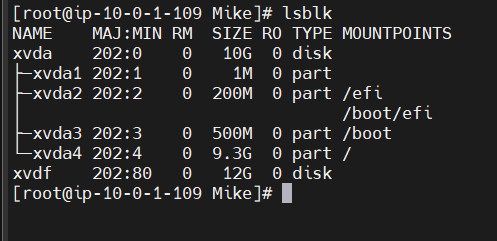 [root@ip-10-0-1-109 Mike]# lsblk
NAME    MAJ:MIN RM  SIZE RO TYPE MOUNTPOINTS
xvda    202:0    0   10G  0 disk
├─xvda1 202:1    0    1M  0 part
├─xvda2 202:2    0  200M  0 part /efi
│                                /boot/efi
├─xvda3 202:3    0  500M  0 part /boot
└─xvda4 202:4    0  9.3G  0 part /
xvdf    202:80   0   12G  0 disk
[root@ip-10-0-1-109 Mike]#